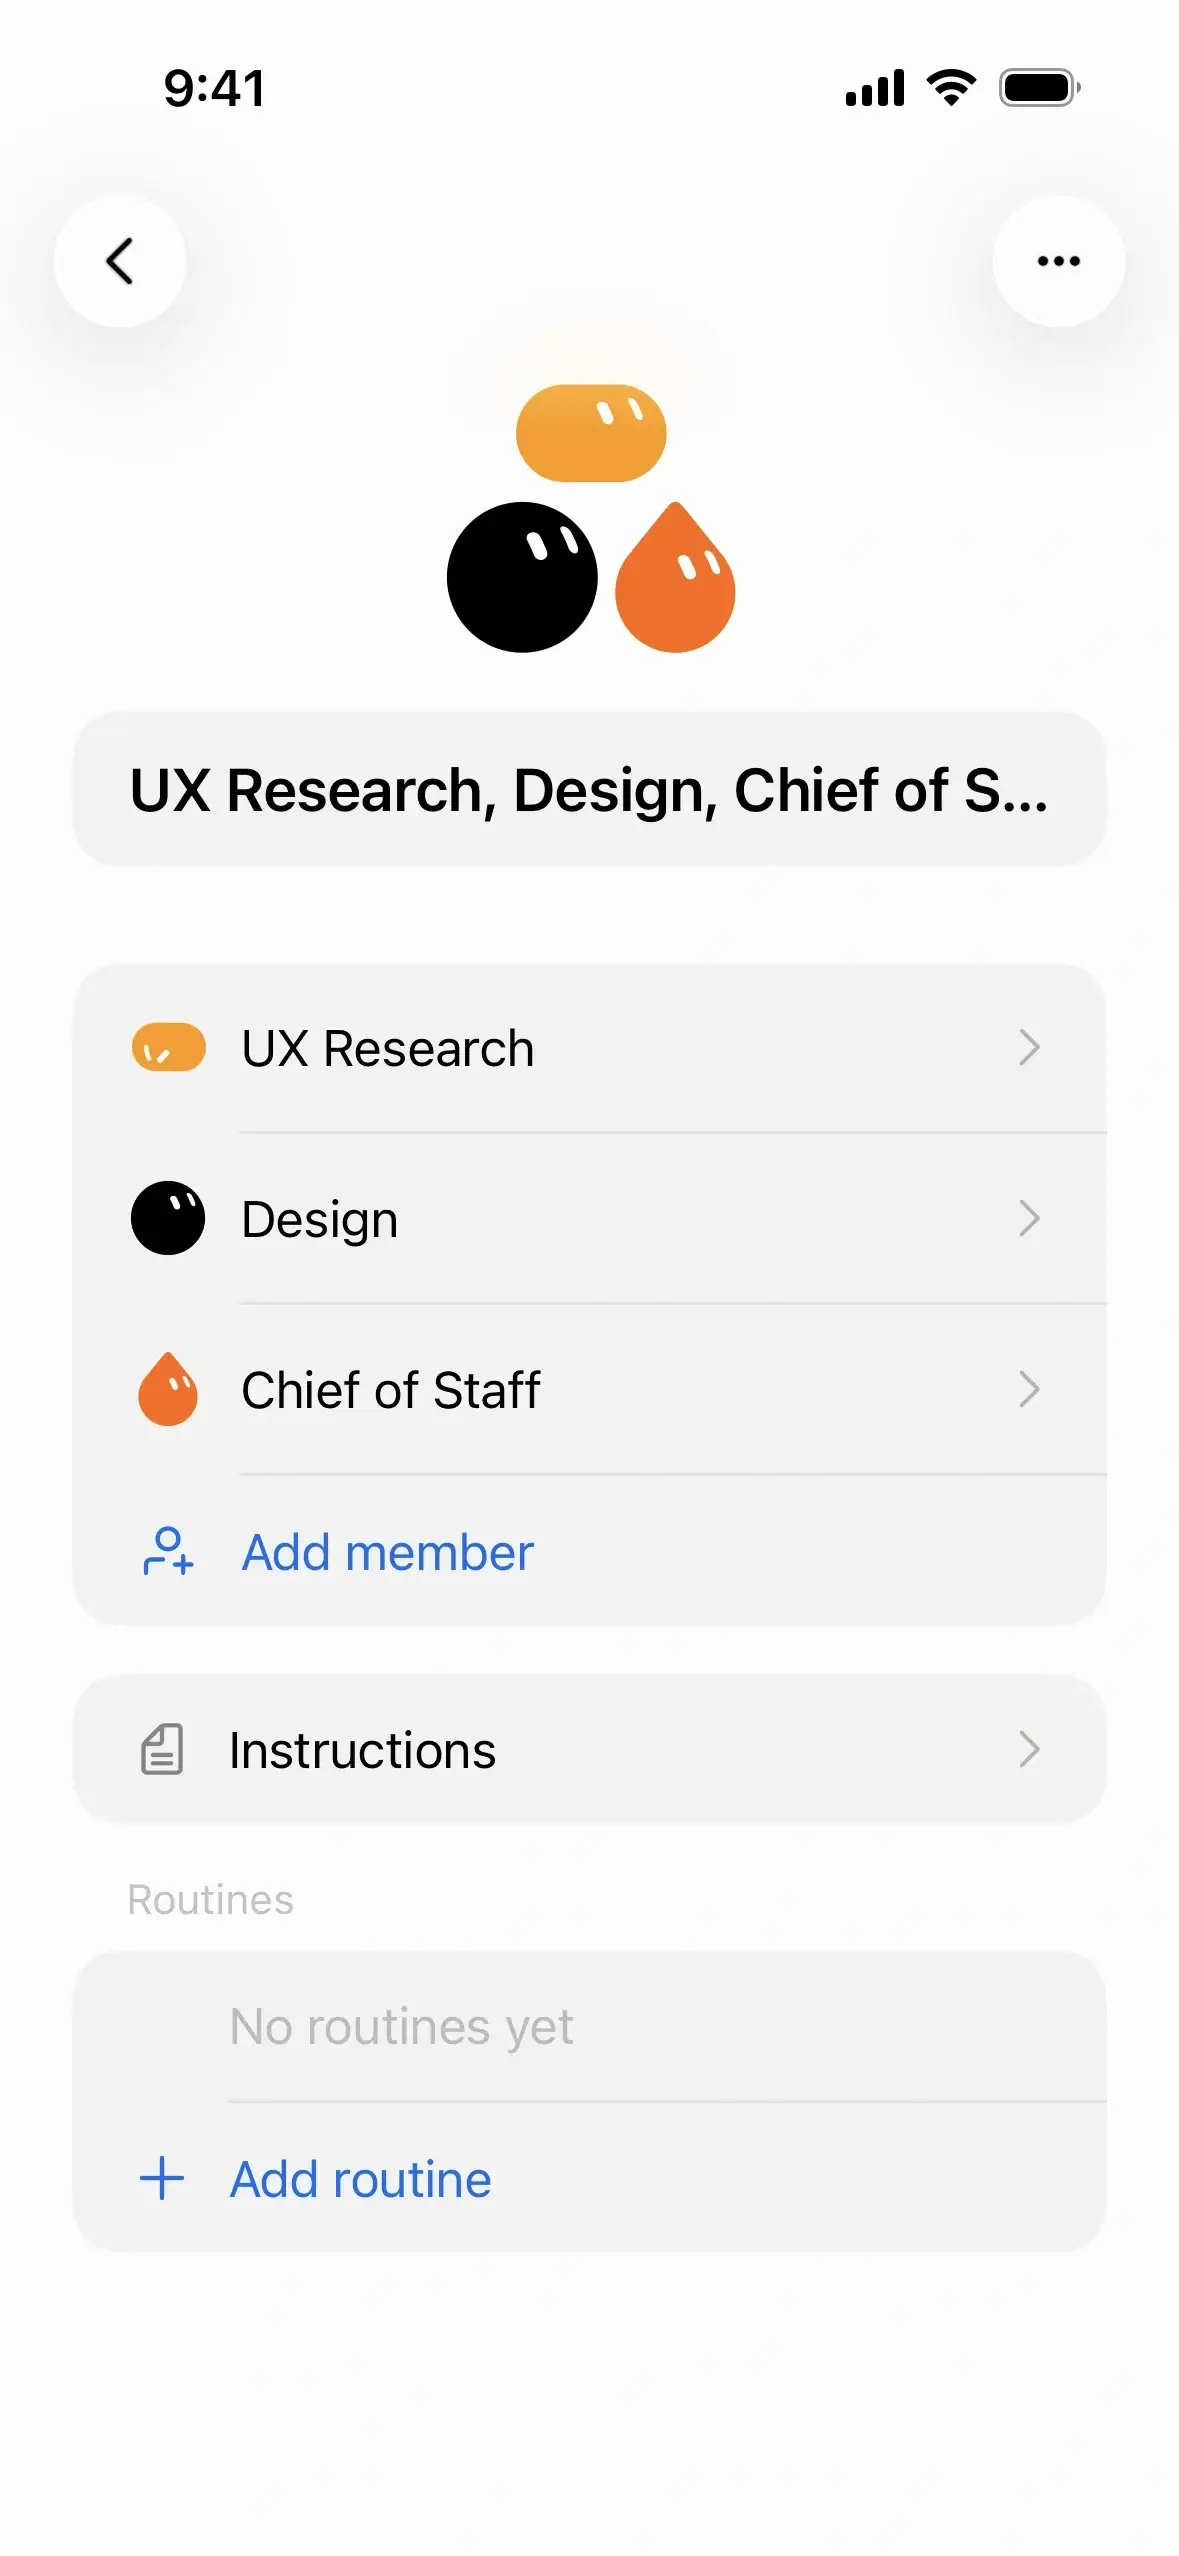 9:41
UX Research, Design, Chief of S...
UX Research
Design
Chief of Staff
Add member
Instructions
Routines
No routines yet
Add routine